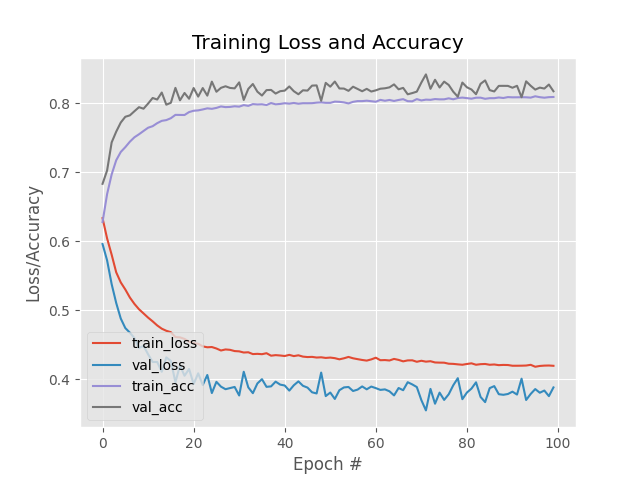 Training Loss and Accuracy
0.8
0.7
0.6
0.5
0.4
Loss/Accuracy
train_loss
val_loss
train_acc
val_acc
0 20 40 60 80 100
Epoch #